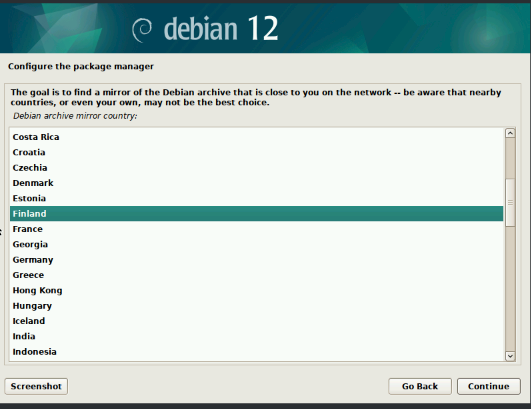 debian 12
Configure the package manager
The goal is to find a mirror of the Debian archive that is close to you on the network -- be aware that nearby
countries, or even your own, may not be the best choice.
Debian archive mirror country:
Costa Rica
Croatia
Czechia
Denmark
Estonia
Finland
France
Georgia
Germany
Greece
Hong Kong
Hungary
Iceland
India
Indonesia
Screenshot
Go Back
Continue